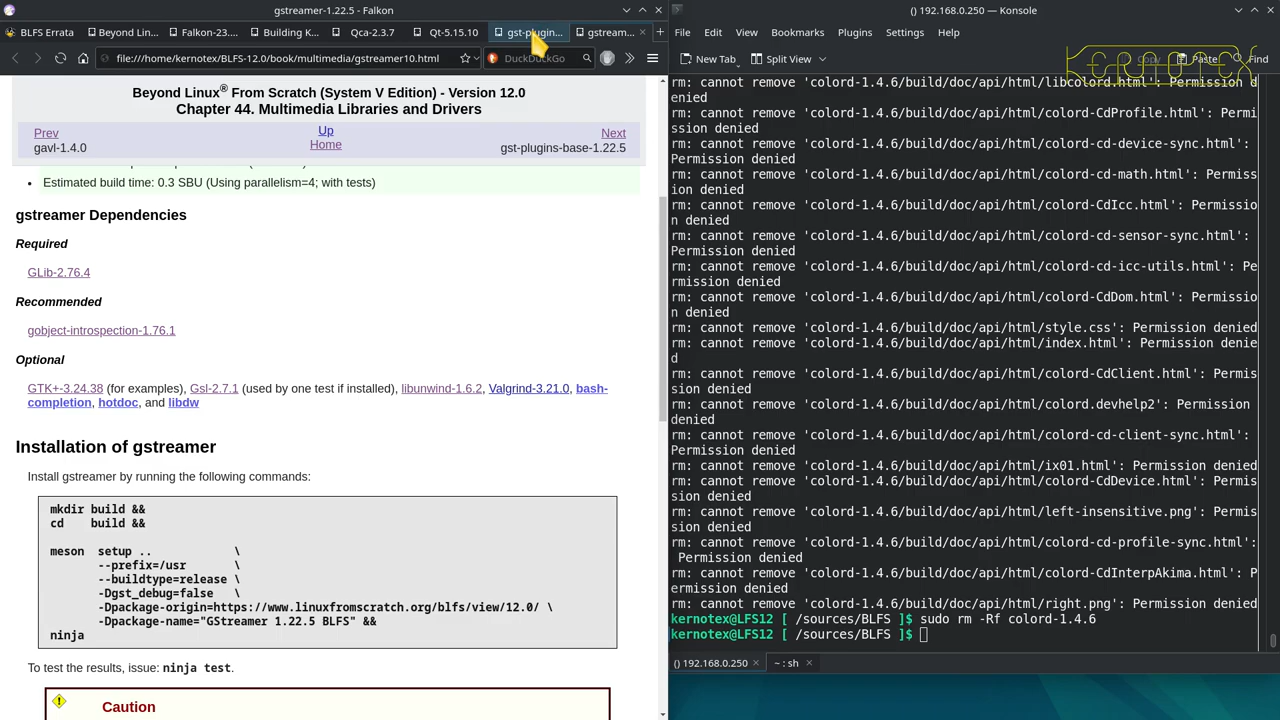 gstreamer-1.22.5 - Falkon
BLFS Errata
Beyond Lin...
Falkon-23....
Building K...
Qca-2.3.7
Qt-5.15.10
gst-plugin...
gstream...
file:///home/kernotex/BLFS-12.0/book/multimedia/gstreamer10.html
DuckDuckGo
Beyond Linux® From Scratch (System V Edition) - Version 12.0
Chapter 44. Multimedia Libraries and Drivers
Prev
Up
Next
gavl-1.4.0
Home
gst-plugins-base-1.22.5
• Estimated build time: 0.3 SBU (Using parallelism=4; with tests)
gstreamer Dependencies
Required
GLib-2.76.4
Recommended
gobject-introspection-1.76.1
Optional
GTK+-3.24.38 (for examples), Gsl-2.7.1 (used by one test if installed), libunwind-1.6.2, Valgrind-3.21.0, bash-
completion, hotdoc, and libdw
Installation of gstreamer
Install gstreamer by running the following commands:
mkdir build &&
cd    build &&
meson  setup ..            \
--prefix=/usr       \
--buildtype=release \
-Dgst_debug=false   \
-Dpackage-origin=https://www.linuxfromscratch.org/blfs/view/12.0/ \
-Dpackage-name="GStreamer 1.22.5 BLFS" &&
ninja
To test the results, issue: ninja test.
Caution
() 192.168.0.250 — Konsole
File Edit View Bookmarks Plugins Settings Help
New Tab
Split View
Copy
Paste
Find
KERNOTEX
rm: cannot remove 'colord-1.4.6/build/doc/api/html/libcolord.html': Permission d
enied
rm: cannot remove 'colord-1.4.6/build/doc/api/html/colord-CdProfile.html': Permi
ssion denied
rm: cannot remove 'colord-1.4.6/build/doc/api/html/colord-cd-device-sync.html':
Permission denied
rm: cannot remove 'colord-1.4.6/build/doc/api/html/colord-cd-math.html': Permiss
ion denied
rm: cannot remove 'colord-1.4.6/build/doc/api/html/colord-CdIcc.html': Permissio
n denied
rm: cannot remove 'colord-1.4.6/build/doc/api/html/colord-cd-sensor-sync.html':
Permission denied
rm: cannot remove 'colord-1.4.6/build/doc/api/html/colord-cd-icc-utils.html': Pe
rmission denied
rm: cannot remove 'colord-1.4.6/build/doc/api/html/colord-CdDom.html': Permissio
n denied
rm: cannot remove 'colord-1.4.6/build/doc/api/html/style.css': Permission denied
rm: cannot remove 'colord-1.4.6/build/doc/api/html/index.html': Permission denie
d
rm: cannot remove 'colord-1.4.6/build/doc/api/html/colord-CdClient.html': Permis
sion denied
rm: cannot remove 'colord-1.4.6/build/doc/api/html/colord.devhelp2': Permission
denied
rm: cannot remove 'colord-1.4.6/build/doc/api/html/colord-cd-client-sync.html':
Permission denied
rm: cannot remove 'colord-1.4.6/build/doc/api/html/ix01.html': Permission denied
rm: cannot remove 'colord-1.4.6/build/doc/api/html/colord-CdDevice.html': Permis
sion denied
rm: cannot remove 'colord-1.4.6/build/doc/api/html/left-insensitive.png': Permis
sion denied
rm: cannot remove 'colord-1.4.6/build/doc/api/html/colord-cd-profile-sync.html':
Permission denied
rm: cannot remove 'colord-1.4.6/build/doc/api/html/colord-CdInterpAkima.html': P
ermission denied
rm: cannot remove 'colord-1.4.6/build/doc/api/html/right.png': Permission denied
kernotex@LFS12 [ /sources/BLFS ]$ sudo rm -Rf colord-1.4.6
kernotex@LFS12 [ /sources/BLFS ]$
() 192.168.0.250
~ : sh